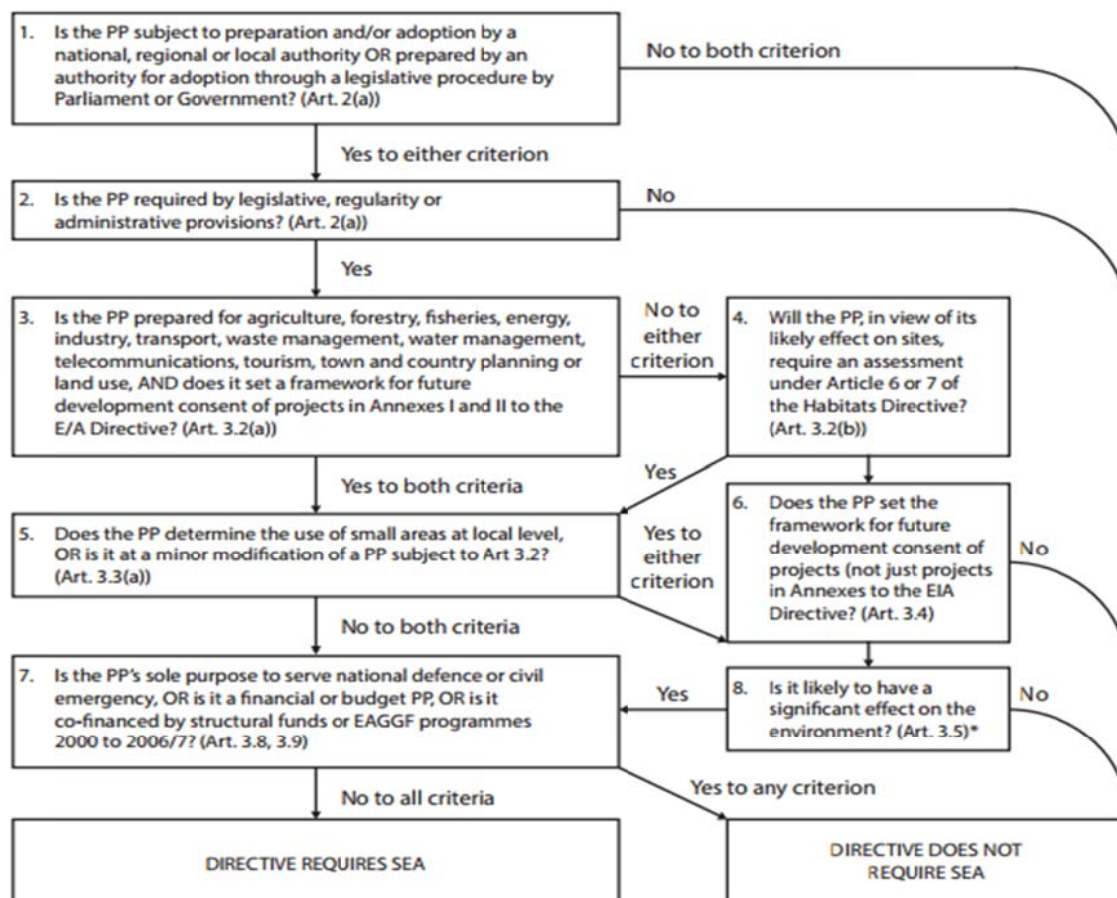 1. Is the PP subject to preparation and/or adoption by a
national, regional or local authority OR prepared by an
authority for adoption through a legislative procedure by
Parliament or Government? (Art. 2(a))
No to both criterion
Yes to either criterion
2. Is the PP required by legislative, regularity or
administrative provisions? (Art. 2(a))
No
Yes
3. Is the PP prepared for agriculture, forestry, fisheries, energy,
industry, transport, waste management, water management,
telecommunications, tourism, town and country planning or
land use, AND does it set a framework for future
development consent of projects in Annexes I and II to the
E/A Directive? (Art. 3.2(a))
No to
either
criterion
4. Will the PP, in view of its
likely effect on sites,
require an assessment
under Article 6 or 7 of
the Habitats Directive?
(Art. 3.2(b))
Yes to both criteria
Yes
5. Does the PP determine the use of small areas at local level,
OR is it at a minor modification of a PP subject to Art 3.2?
(Art. 3.3(a))
Yes to
either
criterion
6. Does the PP set the
framework for future
development consent of
projects (not just projects
in Annexes to the EIA
Directive? (Art. 3.4)
No
No to both criteria
7. Is the PP's sole purpose to serve national defence or civil
emergency, OR is it a financial or budget PP, OR is it
co-financed by structural funds or EAGGF programmes
2000 to 2006/7? (Art. 3.8, 3.9)
Yes
8. Is it likely to have a
significant effect on the
environment? (Art. 3.5)*
No
No to all criteria
Yes to any criterion
DIRECTIVE REQUIRES SEA
DIRECTIVE DOES NOT
REQUIRE SEA